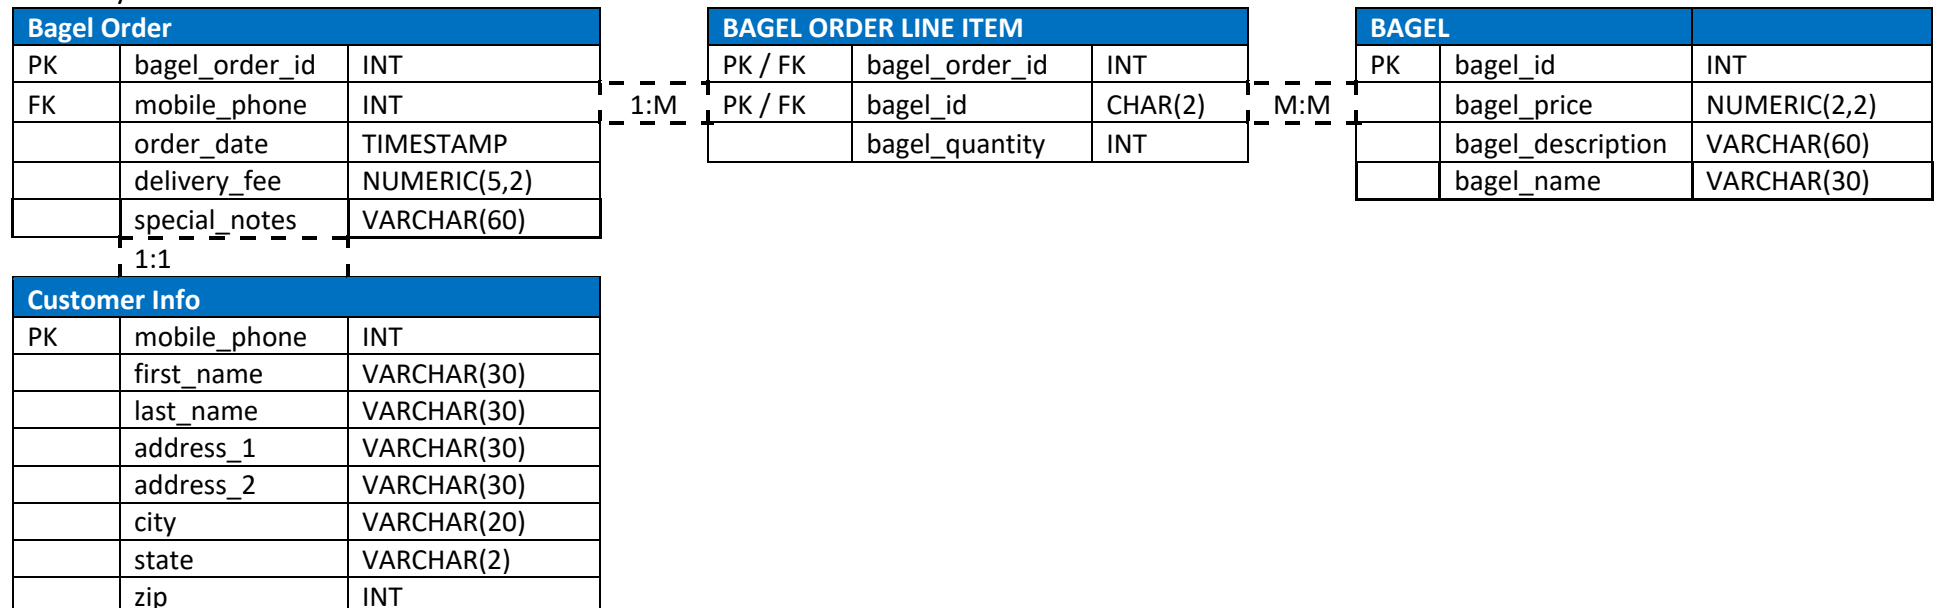 Bagel Order
PK bagel_order_id INT
FK mobile_phone INT
order_date TIMESTAMP
delivery_fee NUMERIC(5,2)
special_notes VARCHAR(60)
1:M
BAGEL ORDER LINE ITEM
PK / FK bagel_order_id INT
PK / FK bagel_id CHAR(2)
bagel_quantity INT
M:M
BAGEL
PK bagel_id INT
bagel_price NUMERIC(2,2)
bagel_description VARCHAR(60)
bagel_name VARCHAR(30)
1:1
Customer Info
PK mobile_phone INT
first_name VARCHAR(30)
last_name VARCHAR(30)
address_1 VARCHAR(30)
address_2 VARCHAR(30)
city VARCHAR(20)
state VARCHAR(2)
zip INT